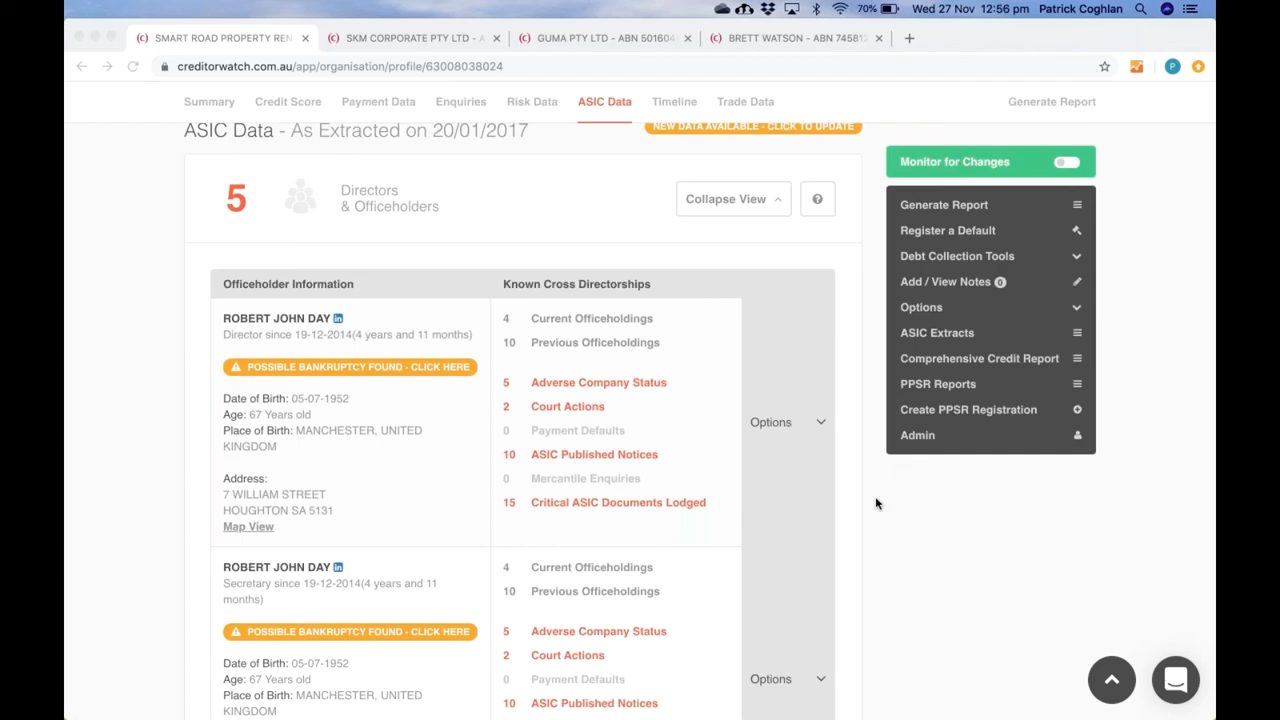 70% Wed 27 Nov 12:56 pm Patrick Coghlan
SMART ROAD PROPERTY REN
SKM CORPORATE PTY LTD - A
GUMA PTY LTD - ABN 501604
BRETT WATSON - ABN 74581
creditorwatch.com.au/app/organisation/profile/63008038024
P
Summary Credit Score Payment Data Enquiries Risk Data ASIC Data Timeline Trade Data Generate Report
ASIC Data - As Extracted on 20/01/2017
NEW DATA AVAILABLE - CLICK TO UPDATE
5
Directors
& Officeholders
Collapse View
?
Monitor for Changes
Generate Report
Register a Default
Debt Collection Tools
Add / View Notes 0
Options
ASIC Extracts
Comprehensive Credit Report
PPSR Reports
Create PPSR Registration
Admin
Officeholder Information
Known Cross Directorships
ROBERT JOHN DAY in
Director since 19-12-2014(4 years and 11 months)
POSSIBLE BANKRUPTCY FOUND - CLICK HERE
Date of Birth: 05-07-1952
Age: 67 Years old
Place of Birth: MANCHESTER, UNITED
KINGDOM
Address:
7 WILLIAM STREET
HOUGHTON SA 5131
Map View
4 Current Officeholdings
10 Previous Officeholdings
5 Adverse Company Status
2 Court Actions
0 Payment Defaults
10 ASIC Published Notices
0 Mercantile Enquiries
15 Critical ASIC Documents Lodged
Options
ROBERT JOHN DAY in
Secretary since 19-12-2014(4 years and 11
months)
POSSIBLE BANKRUPTCY FOUND - CLICK HERE
Date of Birth: 05-07-1952
Age: 67 Years old
Place of Birth: MANCHESTER, UNITED
KINGDOM
4 Current Officeholdings
10 Previous Officeholdings
5 Adverse Company Status
2 Court Actions
0 Payment Defaults
10 ASIC Published Notices
Options